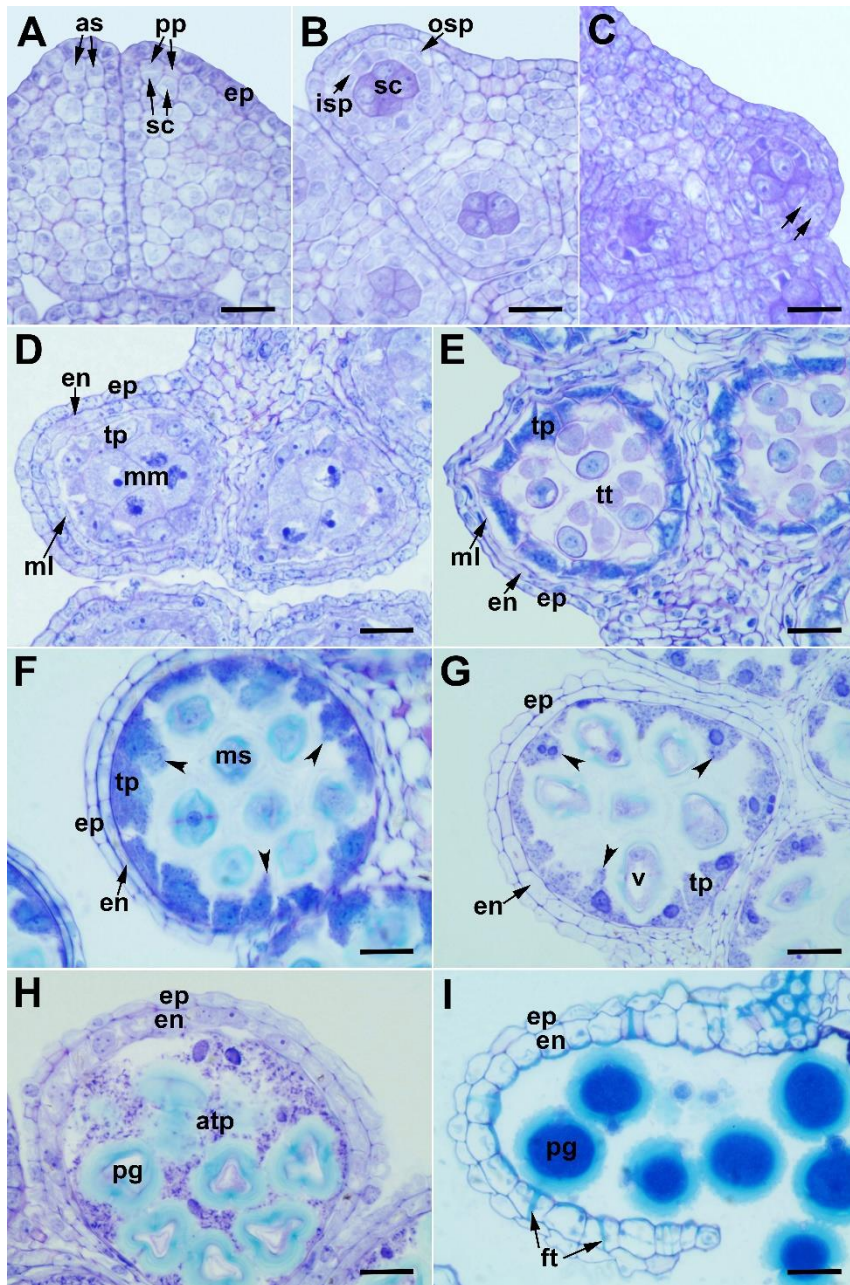 A
as
pp
ep
sc
B
osp
sc
isp
C
D
en
ep
tp
mm
ml
E
tp
tt
ml
en
ep
F
ms
tp
ep
en
G
ep
v
tp
en
H
ep
en
atp
pg
I
ep
en
pg
ft